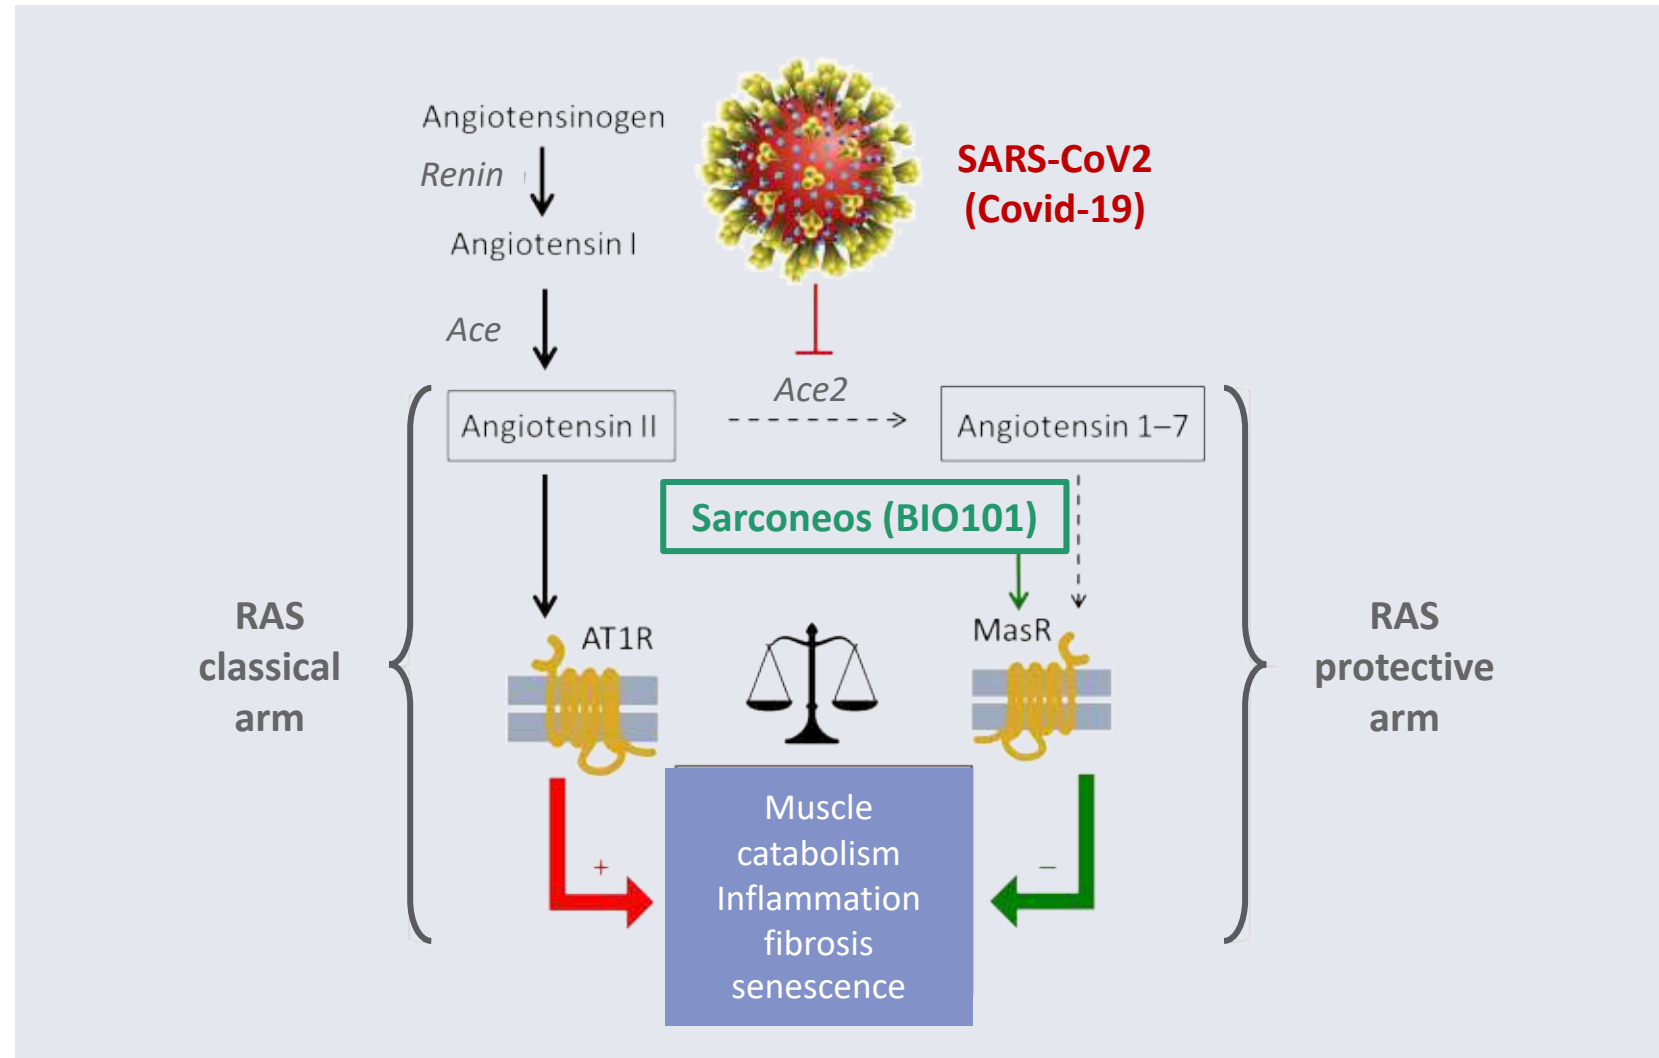 Angiotensinogen
Renin
Angiotensin I
Ace
SARS-CoV2
(Covid-19)
Ace2
Angiotensin II
Angiotensin 1–7
Sarconeos (BIO101)
RAS
classical
arm
AT1R
MasR
RAS
protective
arm
+
–
Muscle
catabolism
Inflammation
fibrosis
senescence